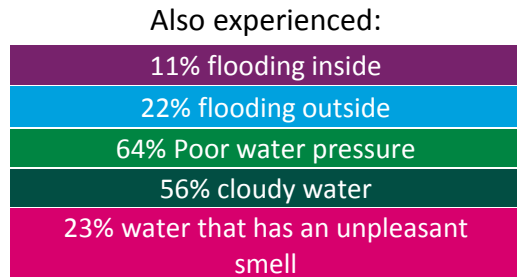 Also experienced:
11% flooding inside
22% flooding outside
64% Poor water pressure
56% cloudy water
23% water that has an unpleasant
smell